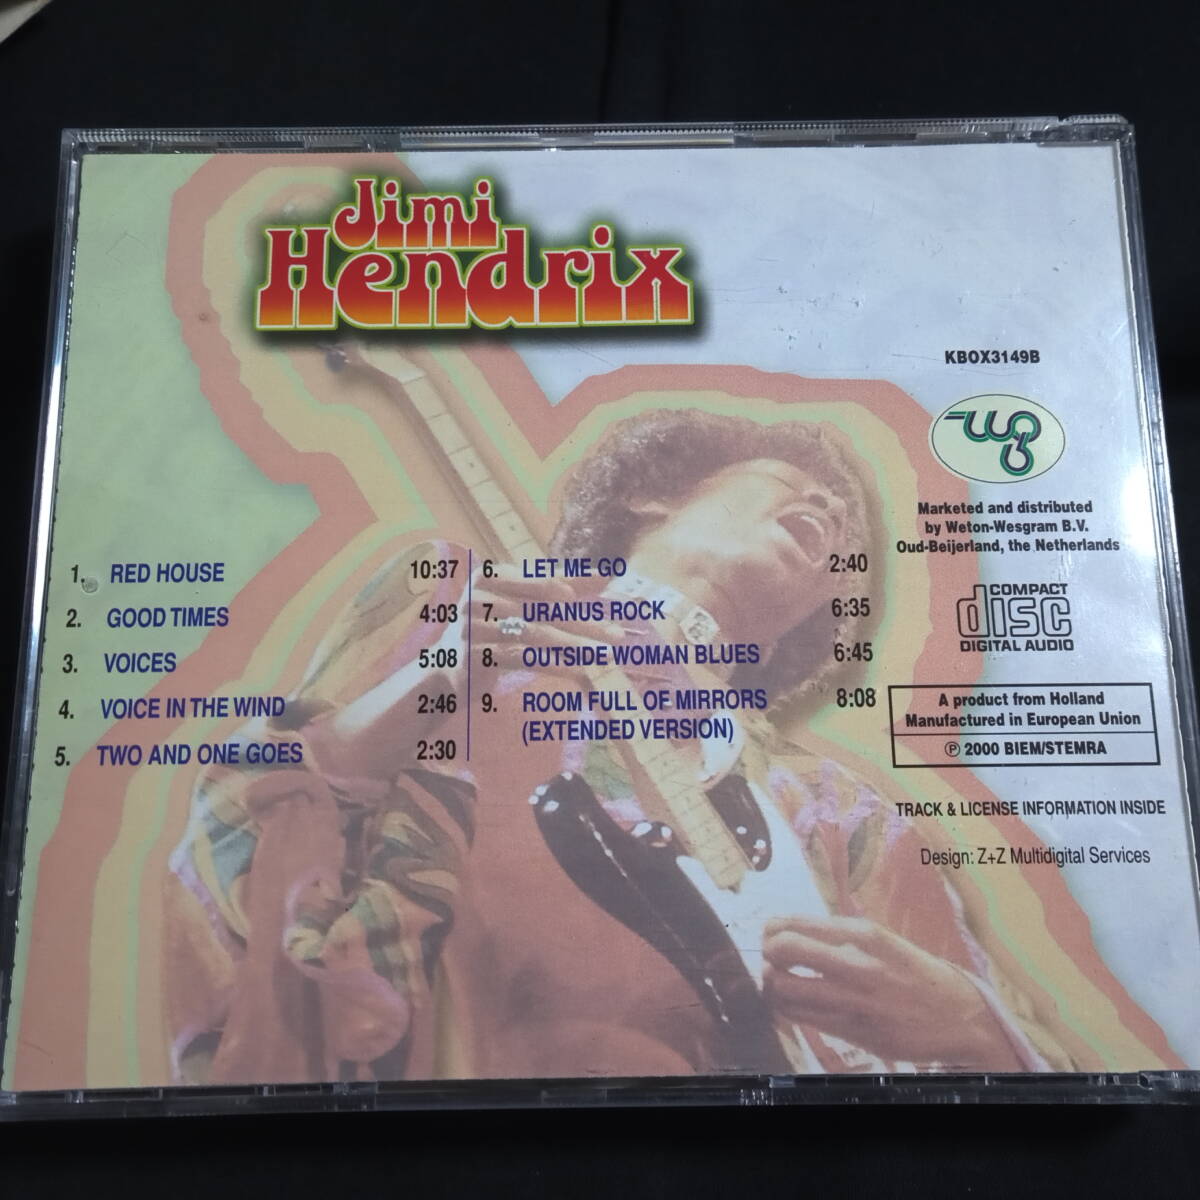 Jimi
Hendrix
KBOX3149B
WG
Marketed and distributed
by Weton-Wesgram B.V.
Oud-Beijerland, the Netherlands
COMPACT
disc
DIGITAL AUDIO
1. RED HOUSE 10:37
2. GOOD TIMES 4:03
3. VOICES 5:08
4. VOICE IN THE WIND 2:46
5. TWO AND ONE GOES 2:30
6. LET ME GO 2:40
7. URANUS ROCK 6:35
8. OUTSIDE WOMAN BLUES 6:45
9. ROOM FULL OF MIRRORS 8:08
(EXTENDED VERSION)
A product from Holland
Manufactured in European Union
℗ 2000 BIEM/STEMRA
TRACK & LICENSE INFORMATION INSIDE
Design: Z+Z Multidigital Services